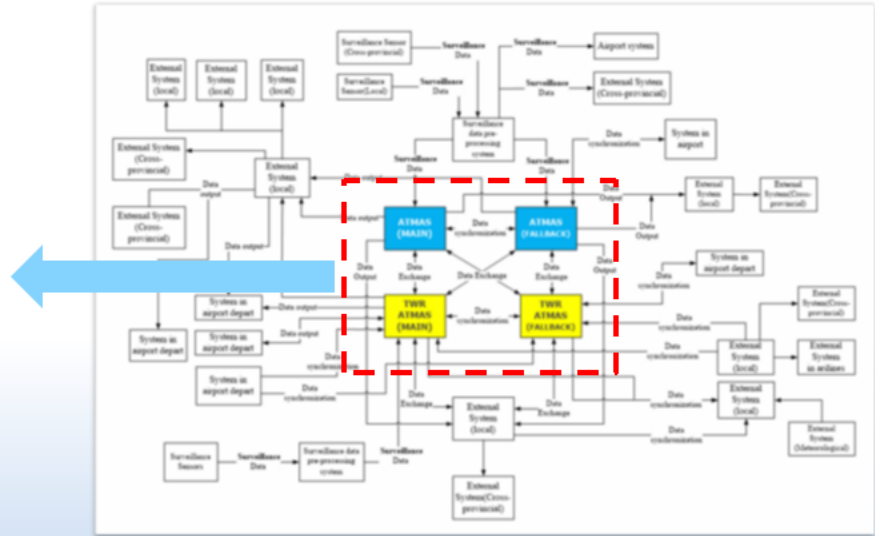 Surveillance Sensor
(Cross-provincial)
Surveillance
Data
Surveillance
Data
Airport system
External
System
(local)
External
System
(local)
External
System
(local)
Surveillance
Sensor(Local)
Surveillance
Data
Surveillance
Data
External System
(Cross-provincial)
Surveillance
data pre-
processing
system
Data
synchronization
System in
airport
External System
(Cross-
provincial)
External
System
(local)
Surveillance
Data
Surveillance
Data
Data output
Data
output
Data
Output
External
System
(local)
External
System(Cross-
provincial)
External System
(Cross-
provincial)
Data output
ATMAS
(MAIN)
Data
synchronization
ATMAS
(FALLBACK)
Data
Output
Data output
Data
Output
Data
Exchange
Data Exchange
Data
Exchange
Data
Output
System in
airport depart
Data
synchronization
System in
airport depart
Data output
TWR
ATMAS
(MAIN)
Data
synchronization
TWR
ATMAS
(FALLBACK)
External
System(Cross-
provincial)
Data
synchronization
System in
airport depart
System in
airport depart
Data output
Data
synchronization
Data
synchronization
External
System
(local)
External
System
in airlines
System in
airport depart
Data
synchronization
Data
Exchange
External
System
(local)
Data
Exchange
Data
synchronization
External
System
(local)
Data
synchronization
External
System
(Meteorological)
Surveillance
Sensors
Surveillance
Data
Surveillance data
pre-processing
system
Surveillance
Data
External
System(Cross-
provincial)